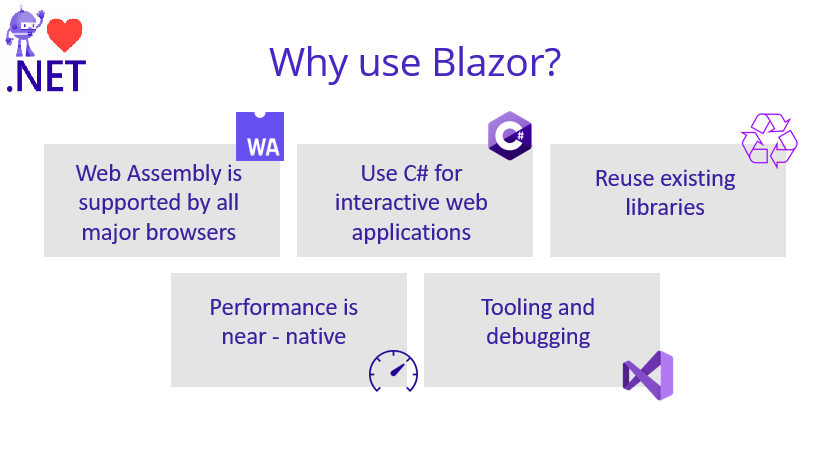 .NET
Why use Blazor?
WA
Web Assembly is
supported by all
major browsers
C#
Use C# for
interactive web
applications
Reuse existing
libraries
Performance is
near - native
Tooling and
debugging